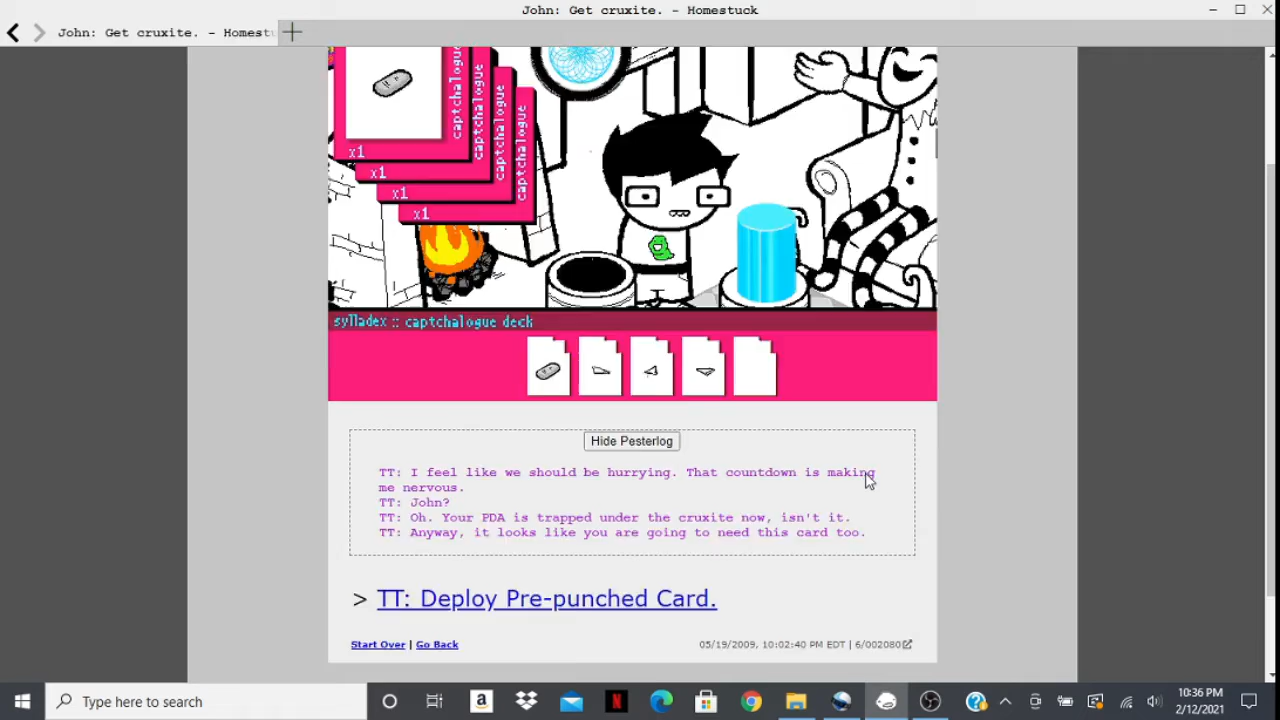 John: Get cruxite. - Homestuck
John: Get cruxite. - Homestu
captchalogue
captchalogue
captchalogue
captchalogue
x1
x1
x1
x1
sylladex :: captchalogue deck
Hide Pesterlog
TT: I feel like we should be hurrying. That countdown is making
me nervous.
TT: John?
TT: Oh. Your PDA is trapped under the cruxite now, isn't it.
TT: Anyway, it looks like you are going to need this card too.
> TT: Deploy Pre-punched Card.
Start Over | Go Back
05/19/2009, 10:02:40 PM EDT | 6/002080
Type here to search
10:36 PM
2/12/2021